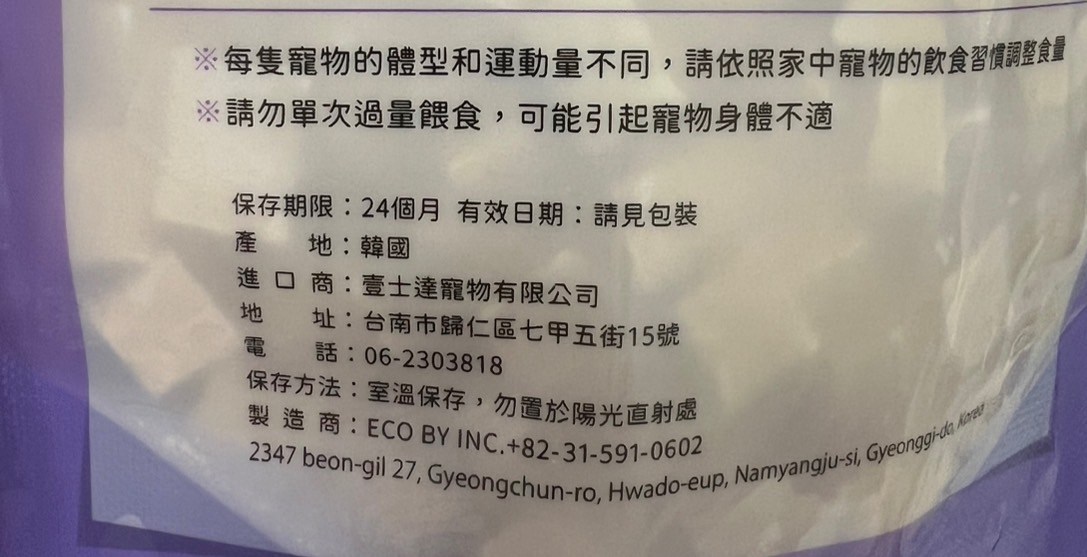 ※每隻寵物的體型和運動量不同，請依照家中寵物的飲食習慣調整食量
※請勿單次過量餵食，可能引起寵物身體不適
保存期限：24個月 有效日期：請見包裝
產　　地：韓國
進 口 商：壹士達寵物有限公司
地　　址：台南市歸仁區七甲五街15號
電　　話：06-2303818
保存方法：室溫保存，勿置於陽光直射處
製 造 商：ECO BY INC.+82-31-591-0602
2347 beon-gil 27, Gyeongchun-ro, Hwado-eup, Namyangju-si, Gyeonggi-do, Korea